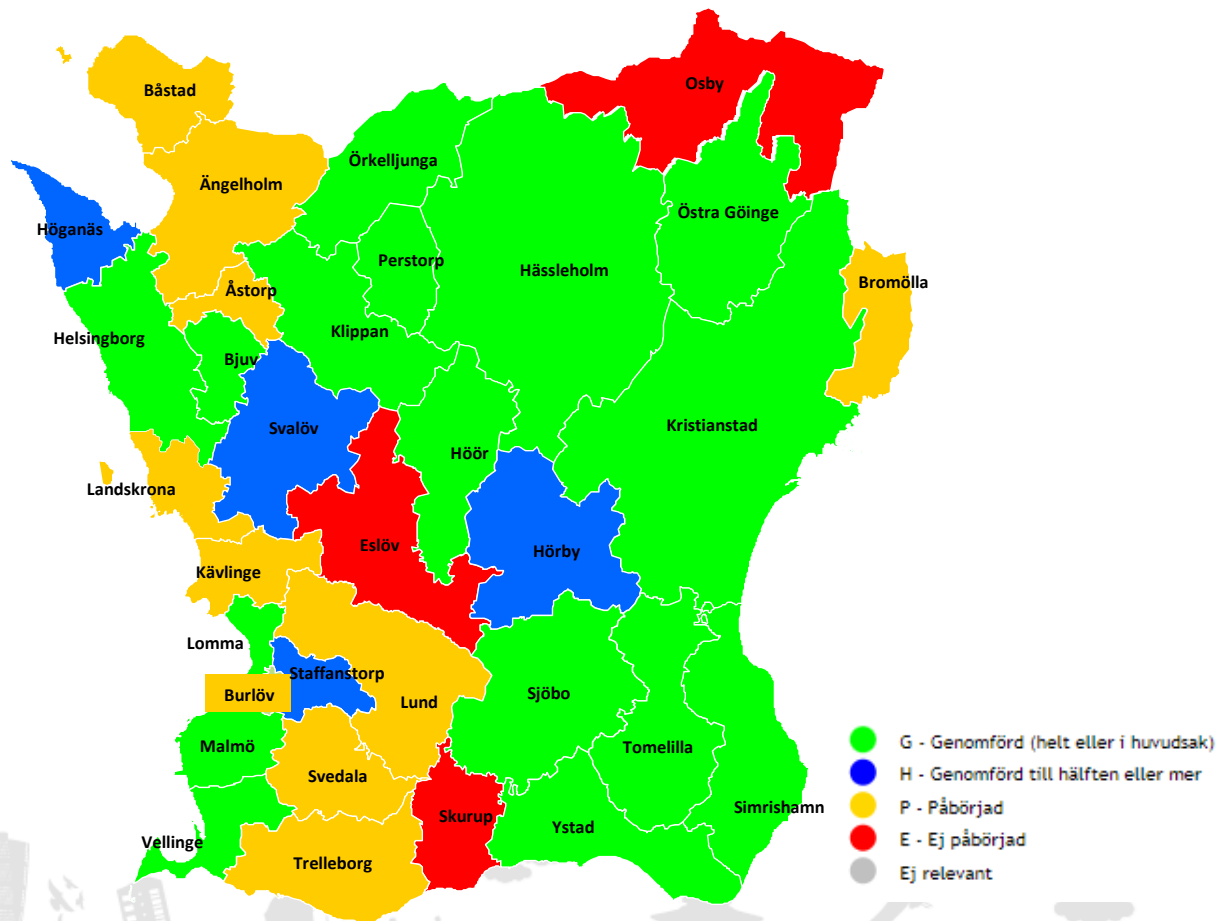 Osby
Båstad
Örkelljunga
Ängelholm
Östra Göinge
Höganäs
Perstorp
Hässleholm
Bromölla
Åstorp
Klippan
Helsingborg
Bjuv
Kristianstad
Svalöv
Höör
Landskrona
Eslöv
Hörby
Kävlinge
Lomma
Staffanstorp
Burlöv
Lund
Sjöbo
Malmö
Tomelilla
Svedala
Simrishamn
Skurup
Ystad
Vellinge
Trelleborg
G - Genomförd (helt eller i huvudsak)
H - Genomförd till hälften eller mer
P - Påbörjad
E - Ej påbörjad
Ej relevant